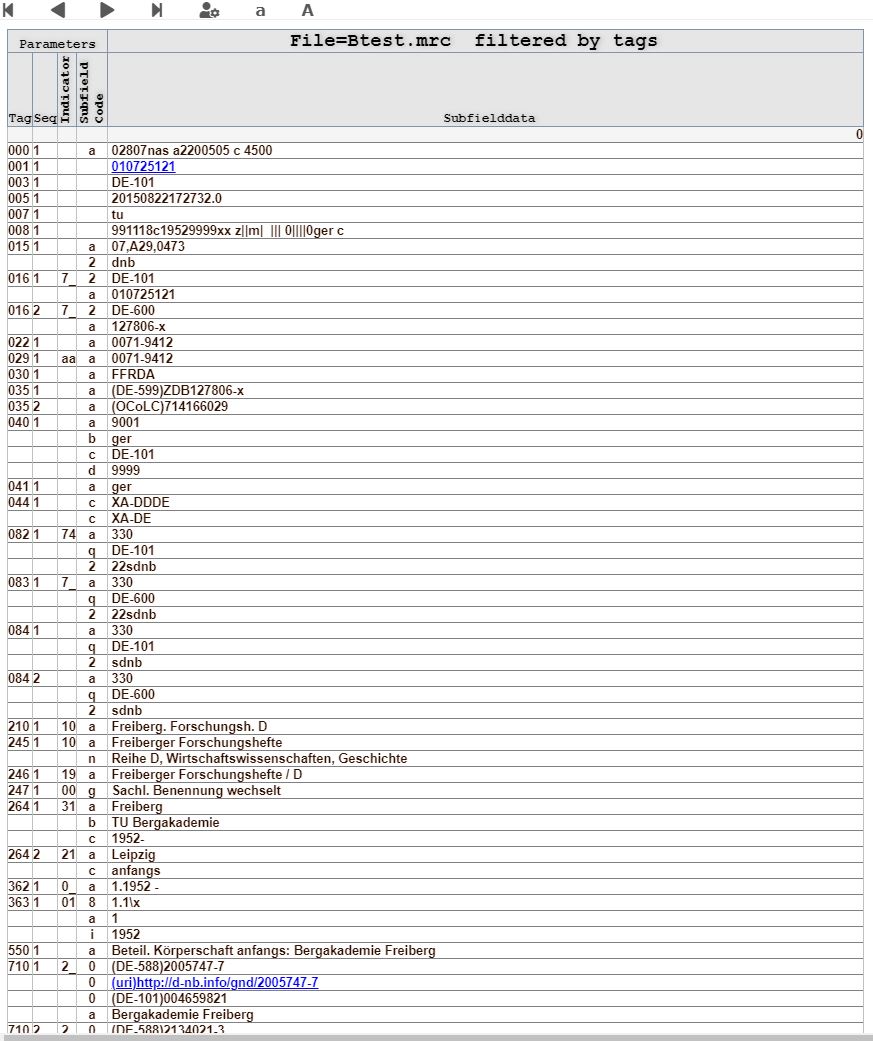 a A
Parameters File=Btest.mrc filtered by tags
Tag Seq Indicator Subfield Code Subfielddata
0
000 1 a 02807nas a2200505 c 4500
001 1 010725121
003 1 DE-101
005 1 20150822172732.0
007 1 tu
008 1 991118c19529999xx z||m| ||| 0||||0ger c
015 1 a 07,A29,0473
2 dnb
016 1 7_ 2 DE-101
a 010725121
016 2 7_ 2 DE-600
a 127806-x
022 1 a 0071-9412
029 1 aa a 0071-9412
030 1 a FFRDA
035 1 a (DE-599)ZDB127806-x
035 2 a (OCoLC)714166029
040 1 a 9001
b ger
c DE-101
d 9999
041 1 a ger
044 1 c XA-DDDE
c XA-DE
082 1 74 a 330
q DE-101
2 22sdnb
083 1 7_ a 330
q DE-600
2 22sdnb
084 1 a 330
q DE-101
2 sdnb
084 2 a 330
q DE-600
2 sdnb
210 1 10 a Freiberg. Forschungsh. D
245 1 10 a Freiberger Forschungshefte
n Reihe D, Wirtschaftswissenschaften, Geschichte
246 1 19 a Freiberger Forschungshefte / D
247 1 00 g Sachl. Benennung wechselt
264 1 31 a Freiberg
b TU Bergakademie
c 1952-
264 2 21 a Leipzig
c anfangs
362 1 0_ a 1.1952 -
363 1 01 8 1.1\x
a 1
i 1952
550 1 a Beteil. Körperschaft anfangs: Bergakademie Freiberg
710 1 2_ 0 (DE-588)2005747-7
0 (uri)http://d-nb.info/gnd/2005747-7
0 (DE-101)004659821
a Bergakademie Freiberg
710 2 2 0 (DE-588)2134021-3